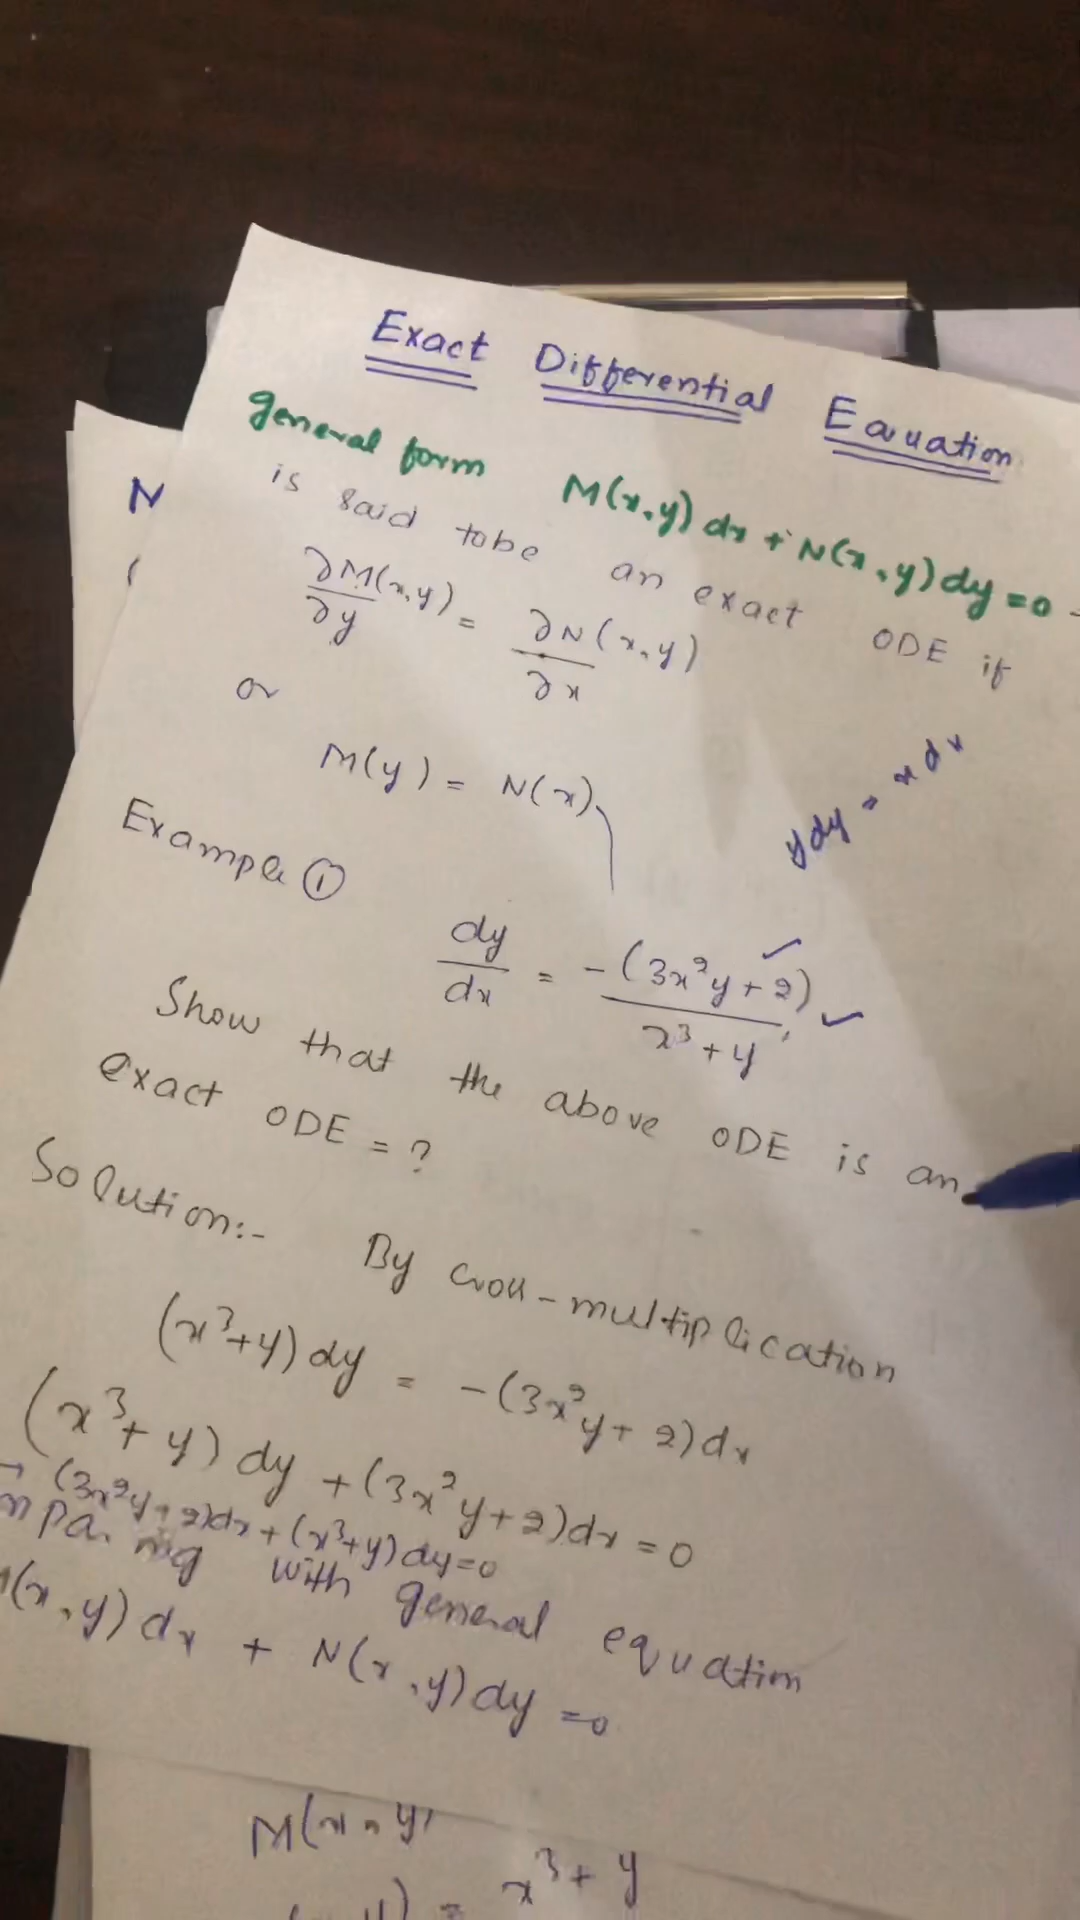 Exact Differential Equation
general form M(x,y) dx + N(x,y) dy = 0
is said tobe an exact ODE if
∂M(x,y)/∂y = ∂N(x,y)/∂x
or
M(y) = N(x)
ydy = x dx
Example ①
dy/dx = -(3x²y + 2)/x³+y
Show that the above ODE is an
exact ODE = ?
Solution:- By cross-multiplication
(x³+y) dy = -(3x²y + 2) dx
(x³+y) dy + (3x²y+2) dx = 0
→ (3x²y+2)dx + (x³+y) dy=0
with general equation
(x,y) dx + N(x,y) dy =0
M(x,y)
= x³+y
N
(